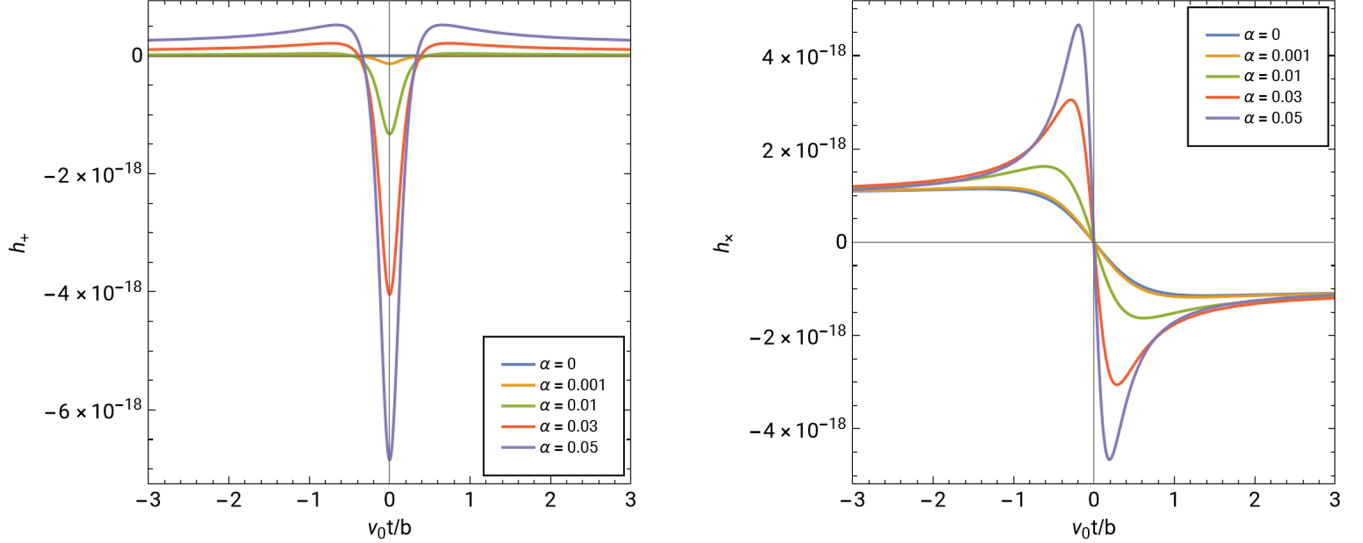 0
−2 × 10⁻¹⁸
−4 × 10⁻¹⁸
−6 × 10⁻¹⁸
h₊
α = 0
α = 0.001
α = 0.01
α = 0.03
α = 0.05
−3 −2 −1 0 1 2 3
v₀t/b
4 × 10⁻¹⁸
2 × 10⁻¹⁸
0
−2 × 10⁻¹⁸
−4 × 10⁻¹⁸
hₓ
α = 0
α = 0.001
α = 0.01
α = 0.03
α = 0.05
−3 −2 −1 0 1 2 3
v₀t/b